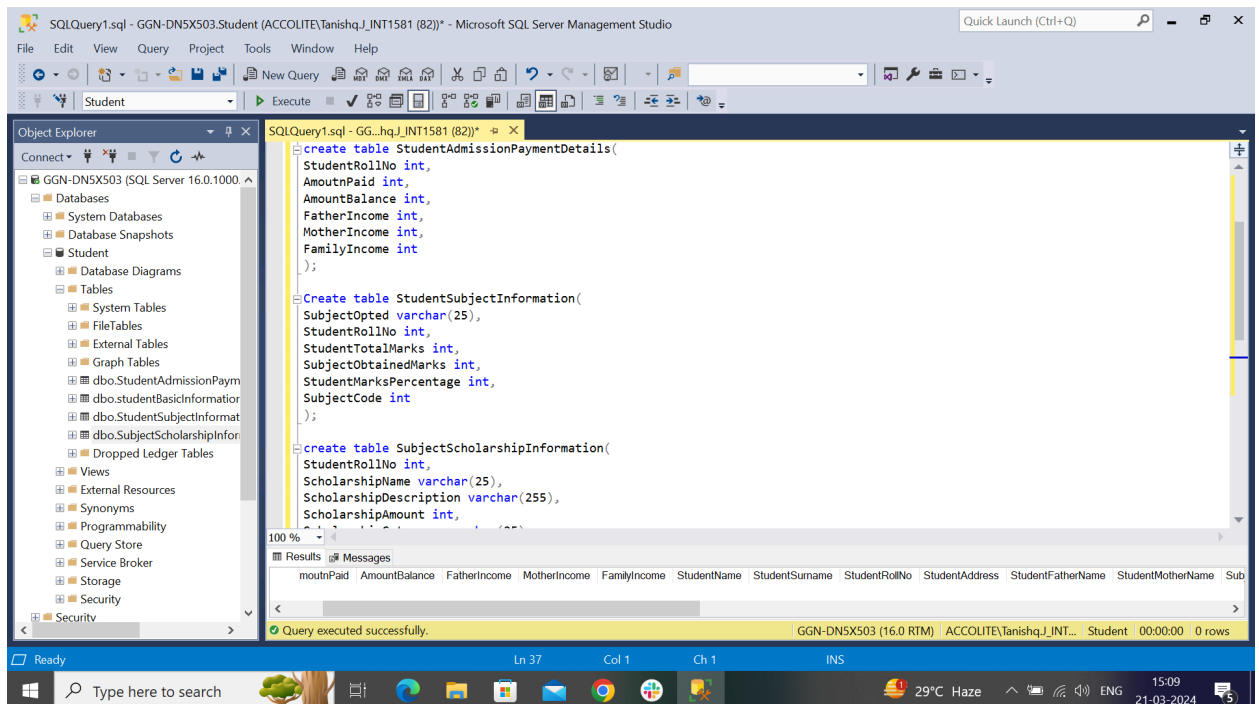 SQLQuery1.sql - GGN-DN5X503.Student (ACCOLITE\Tanishq.J_INT1581 (82))* - Microsoft SQL Server Management Studio
Quick Launch (Ctrl+Q)
File Edit View Query Project Tools Window Help
New Query MDX DMX XMLA DAX
Student Execute
Object Explorer
SQLQuery1.sql - GG...hq.J_INT1581 (82))*
Connect
GGN-DN5X503 (SQL Server 16.0.1000.
Databases
System Databases
Database Snapshots
Student
Database Diagrams
Tables
System Tables
FileTables
External Tables
Graph Tables
dbo.StudentAdmissionPaym
dbo.studentBasicInformation
dbo.StudentSubjectInformat
dbo.SubjectScholarshipInfor
Dropped Ledger Tables
Views
External Resources
Synonyms
Programmability
Query Store
Service Broker
Storage
Security
Security
create table StudentAdmissionPaymentDetails(
StudentRollNo int,
AmoutnPaid int,
AmountBalance int,
FatherIncome int,
MotherIncome int,
FamilyIncome int
);
Create table StudentSubjectInformation(
SubjectOpted varchar(25),
StudentRollNo int,
StudentTotalMarks int,
SubjectObtainedMarks int,
StudentMarksPercentage int,
SubjectCode int
);
create table SubjectScholarshipInformation(
StudentRollNo int,
ScholarshipName varchar(25),
ScholarshipDescription varchar(255),
ScholarshipAmount int,
100 %
Results Messages
moutnPaid AmountBalance FatherIncome MotherIncome FamilyIncome StudentName StudentSurname StudentRollNo StudentAddress StudentFatherName StudentMotherName Sub
Query executed successfully. GGN-DN5X503 (16.0 RTM) ACCOLITE\Tanishq.J_INT... Student 00:00:00 0 rows
Ready Ln 37 Col 1 Ch 1 INS
Type here to search
29°C Haze ENG
15:09
21-03-2024
1
5